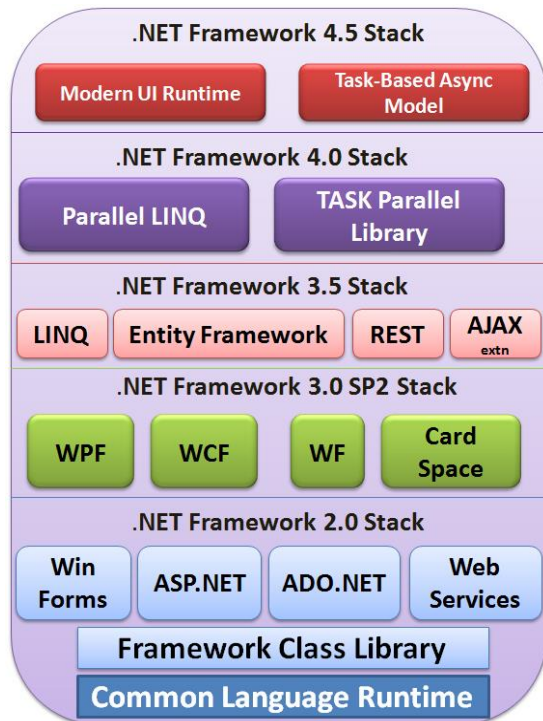 .NET Framework 4.5 Stack
Modern UI Runtime
Task-Based Async
Model
.NET Framework 4.0 Stack
Parallel LINQ
TASK Parallel
Library
.NET Framework 3.5 Stack
LINQ
Entity Framework
REST
AJAX
extn
.NET Framework 3.0 SP2 Stack
WPF
WCF
WF
Card
Space
.NET Framework 2.0 Stack
Win
Forms
ASP.NET
ADO.NET
Web
Services
Framework Class Library
Common Language Runtime